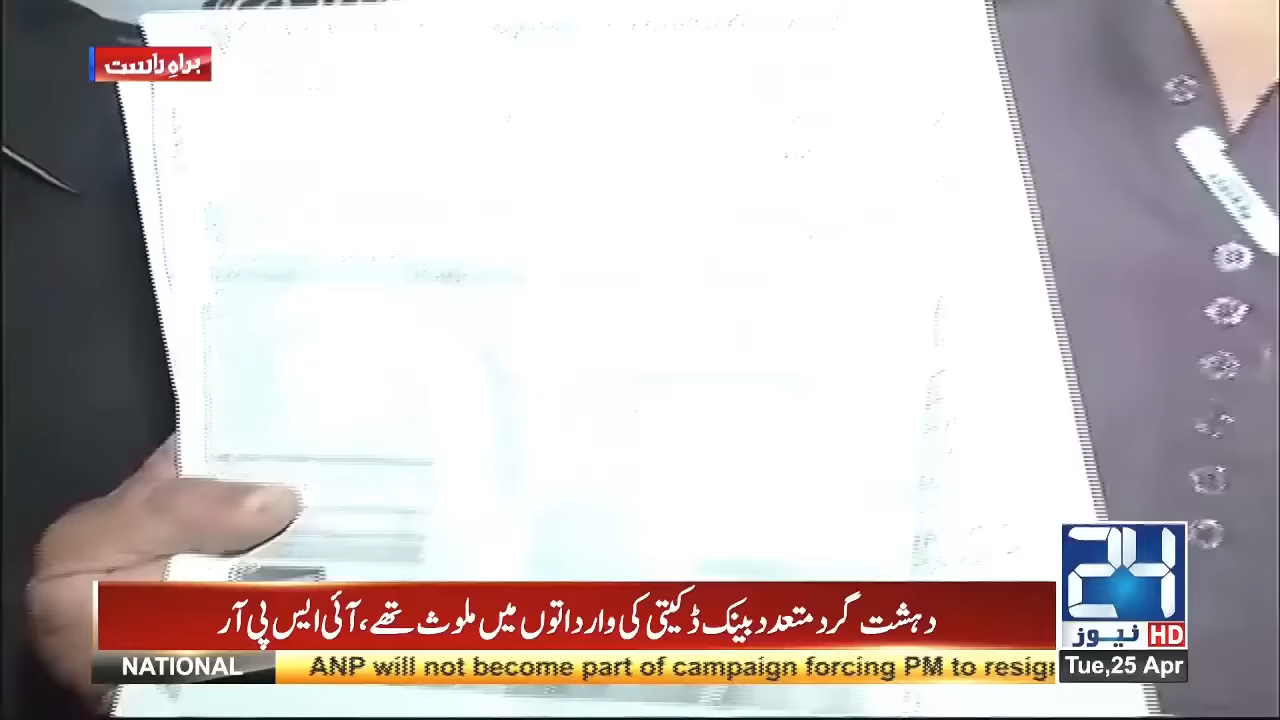 براہِ راست
دہشت گرد متعدد بینک ڈکیتی کی وارداتوں میں ملوث تھے، آئی ایس پی آر
24
نیوز HD
NATIONAL
ANP will not become part of campaign forcing PM to resign
Tue,25 Apr